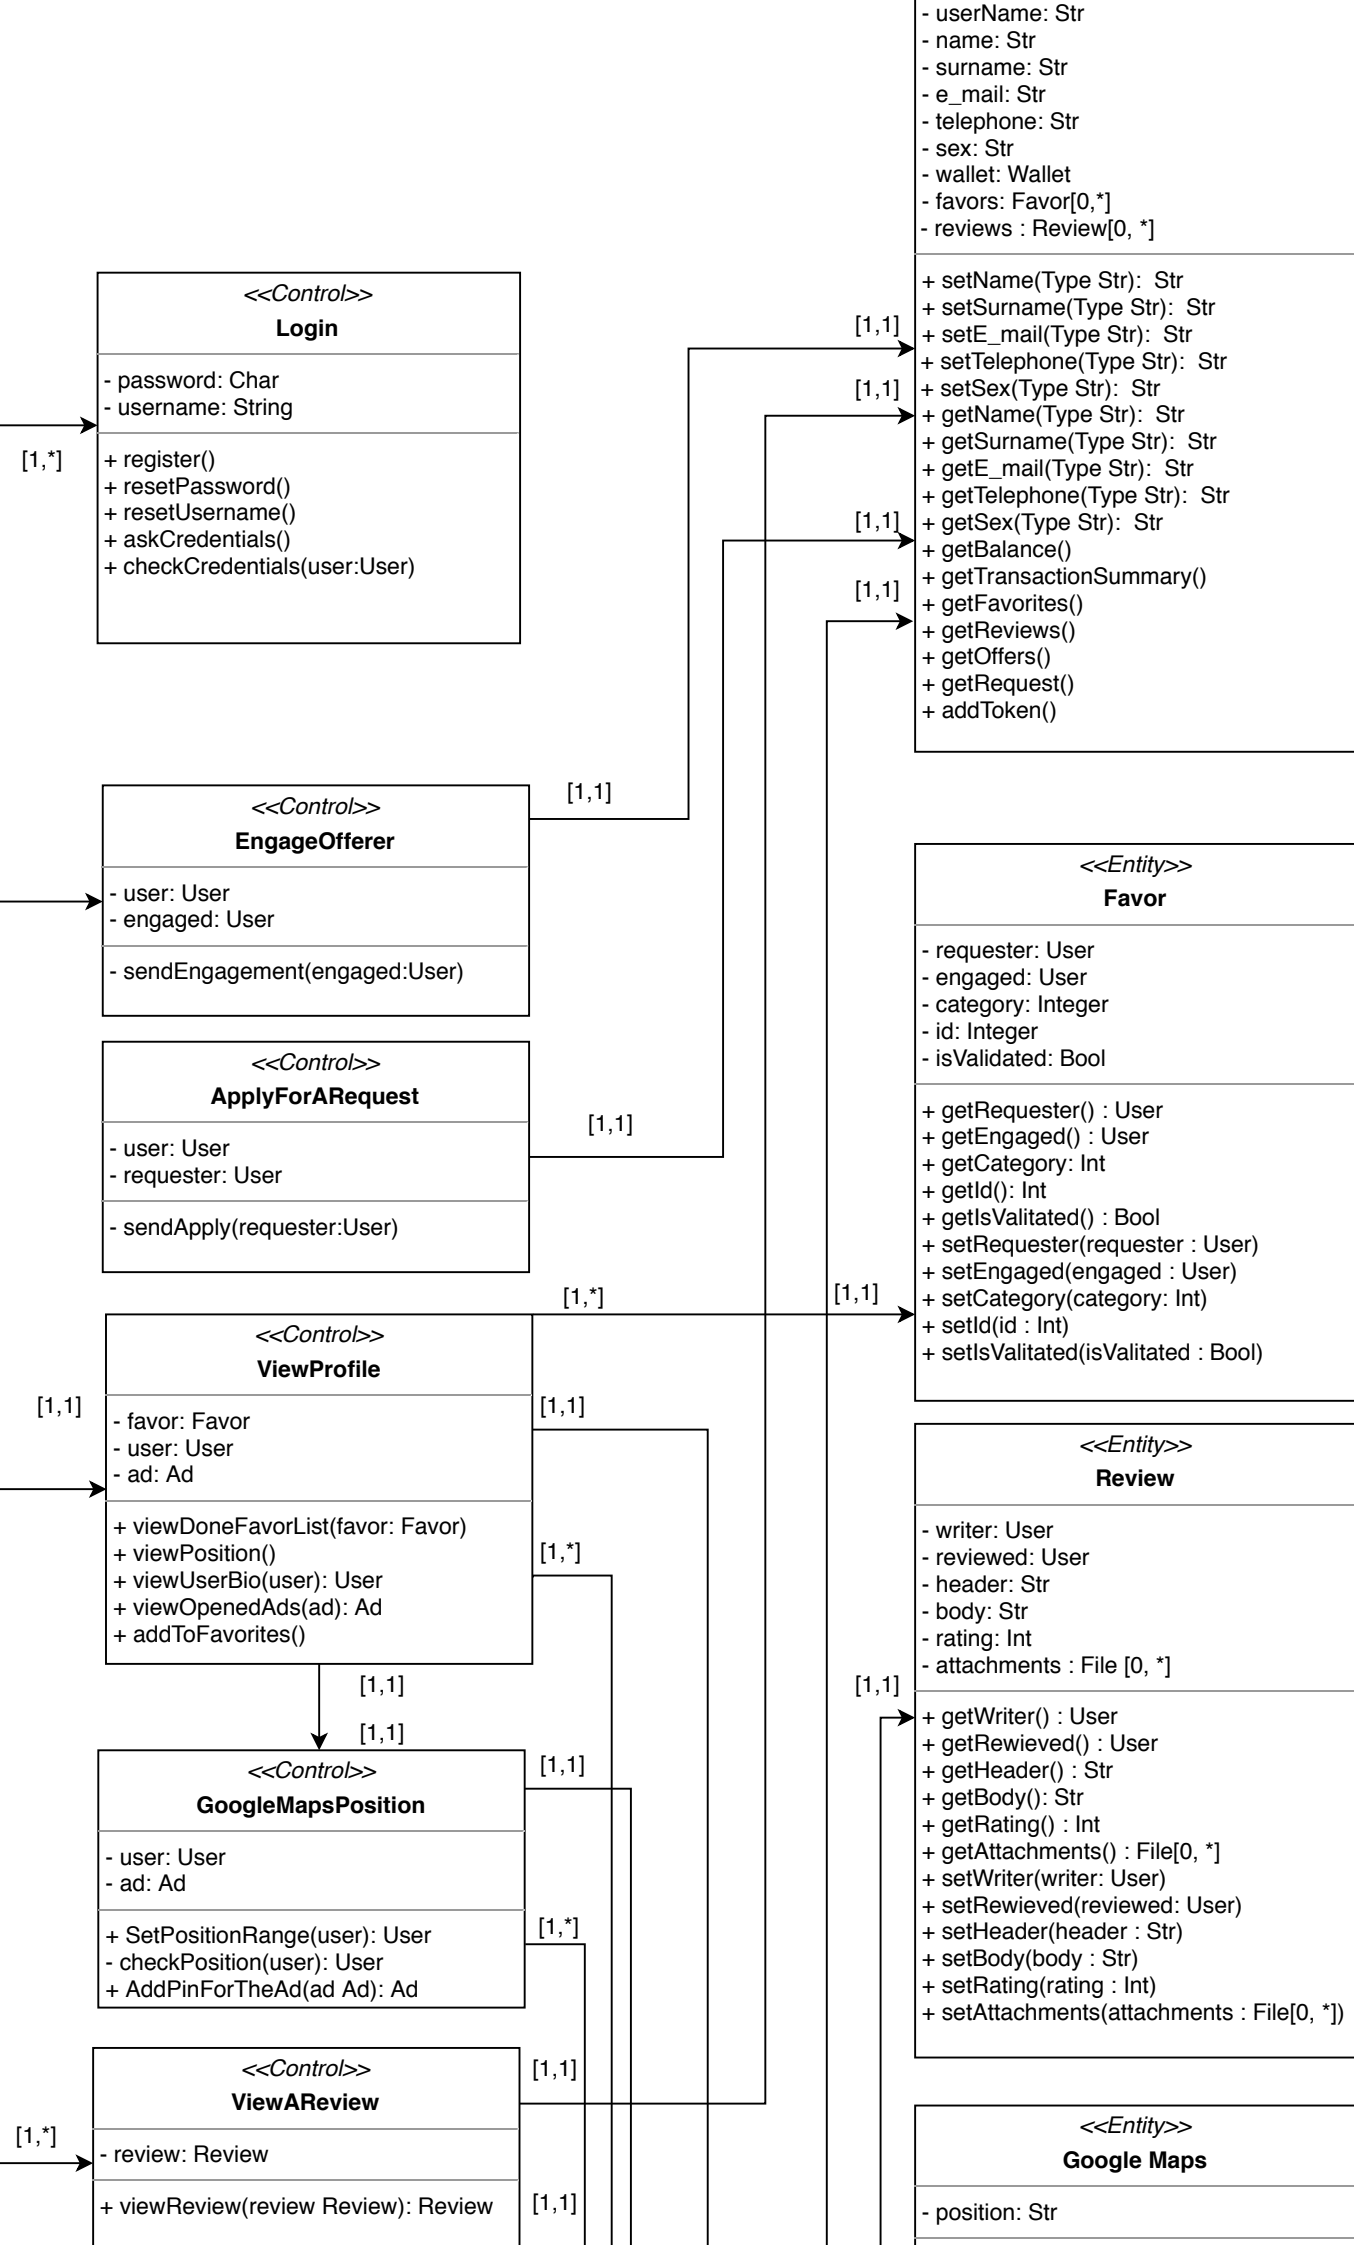 - userName: Str
- name: Str
- surname: Str
- e_mail: Str
- telephone: Str
- sex: Str
- wallet: Wallet
- favors: Favor[0,*]
- reviews : Review[0, *]
+ setName(Type Str):  Str
+ setSurname(Type Str):  Str
+ setE_mail(Type Str):  Str
+ setTelephone(Type Str):  Str
+ setSex(Type Str):  Str
+ getName(Type Str):  Str
+ getSurname(Type Str):  Str
+ getE_mail(Type Str):  Str
+ getTelephone(Type Str):  Str
+ getSex(Type Str):  Str
+ getBalance()
+ getTransactionSummary()
+ getFavorites()
+ getReviews()
+ getOffers()
+ getRequest()
+ addToken()
[1,1]
[1,1]
[1,1]
[1,1]
<<Control>>
Login
- password: Char
- username: String
+ register()
+ resetPassword()
+ resetUsername()
+ askCredentials()
+ checkCredentials(user:User)
[1,*]
<<Control>>
EngageOfferer
- user: User
- engaged: User
- sendEngagement(engaged:User)
[1,1]
<<Control>>
ApplyForARequest
- user: User
- requester: User
- sendApply(requester:User)
[1,1]
<<Entity>>
Favor
- requester: User
- engaged: User
- category: Integer
- id: Integer
- isValidated: Bool
+ getRequester() : User
+ getEngaged() : User
+ getCategory: Int
+ getId(): Int
+ getIsValitated() : Bool
+ setRequester(requester : User)
+ setEngaged(engaged : User)
+ setCategory(category: Int)
+ setId(id : Int)
+ setIsValitated(isValitated : Bool)
[1,*]
[1,1]
<<Control>>
ViewProfile
- favor: Favor
- user: User
- ad: Ad
+ viewDoneFavorList(favor: Favor)
+ viewPosition()
+ viewUserBio(user): User
+ viewOpenedAds(ad): Ad
+ addToFavorites()
[1,1]
[1,1]
[1,*]
[1,1]
[1,1]
<<Entity>>
Review
- writer: User
- reviewed: User
- header: Str
- body: Str
- rating: Int
- attachments : File [0, *]
+ getWriter() : User
+ getRewieved() : User
+ getHeader() : Str
+ getBody(): Str
+ getRating() : Int
+ getAttachments() : File[0, *]
+ setWriter(writer: User)
+ setRewieved(reviewed: User)
+ setHeader(header : Str)
+ setBody(body : Str)
+ setRating(rating : Int)
+ setAttachments(attachments : File[0, *])
[1,1]
<<Control>>
GoogleMapsPosition
- user: User
- ad: Ad
+ SetPositionRange(user): User
- checkPosition(user): User
+ AddPinForTheAd(ad Ad): Ad
[1,1]
[1,*]
<<Control>>
ViewAReview
- review: Review
+ viewReview(review Review): Review
[1,1]
[1,*]
[1,1]
<<Entity>>
Google Maps
- position: Str